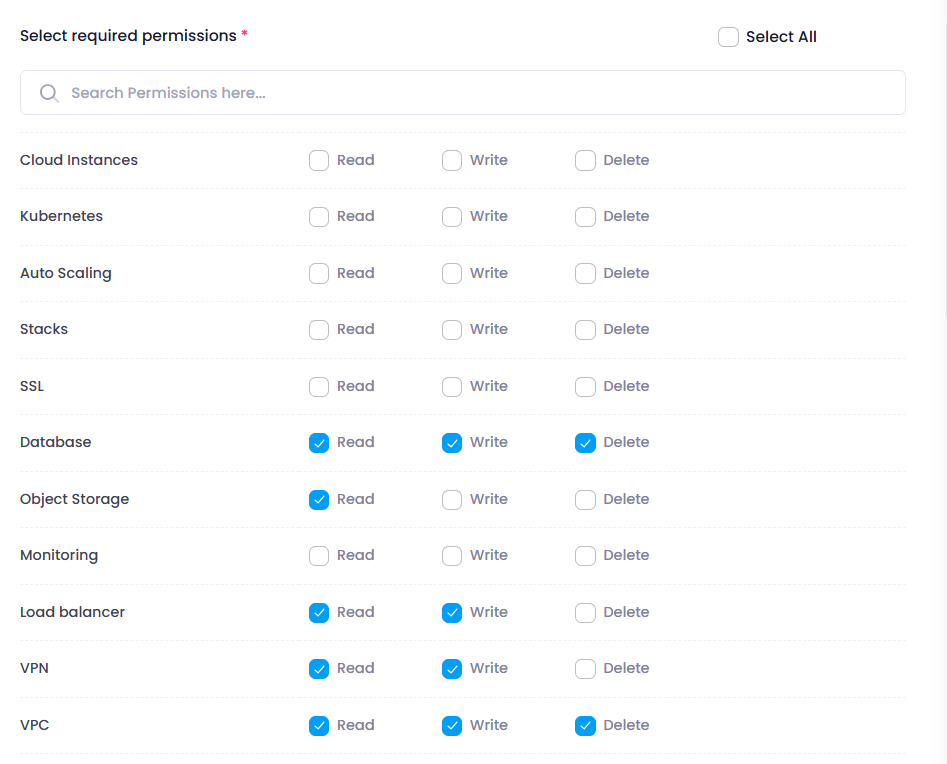 Select required permissions * Select All
Search Permissions here...
Cloud Instances Read Write Delete
Kubernetes Read Write Delete
Auto Scaling Read Write Delete
Stacks Read Write Delete
SSL Read Write Delete
Database Read Write Delete
Object Storage Read Write Delete
Monitoring Read Write Delete
Load balancer Read Write Delete
VPN Read Write Delete
VPC Read Write Delete